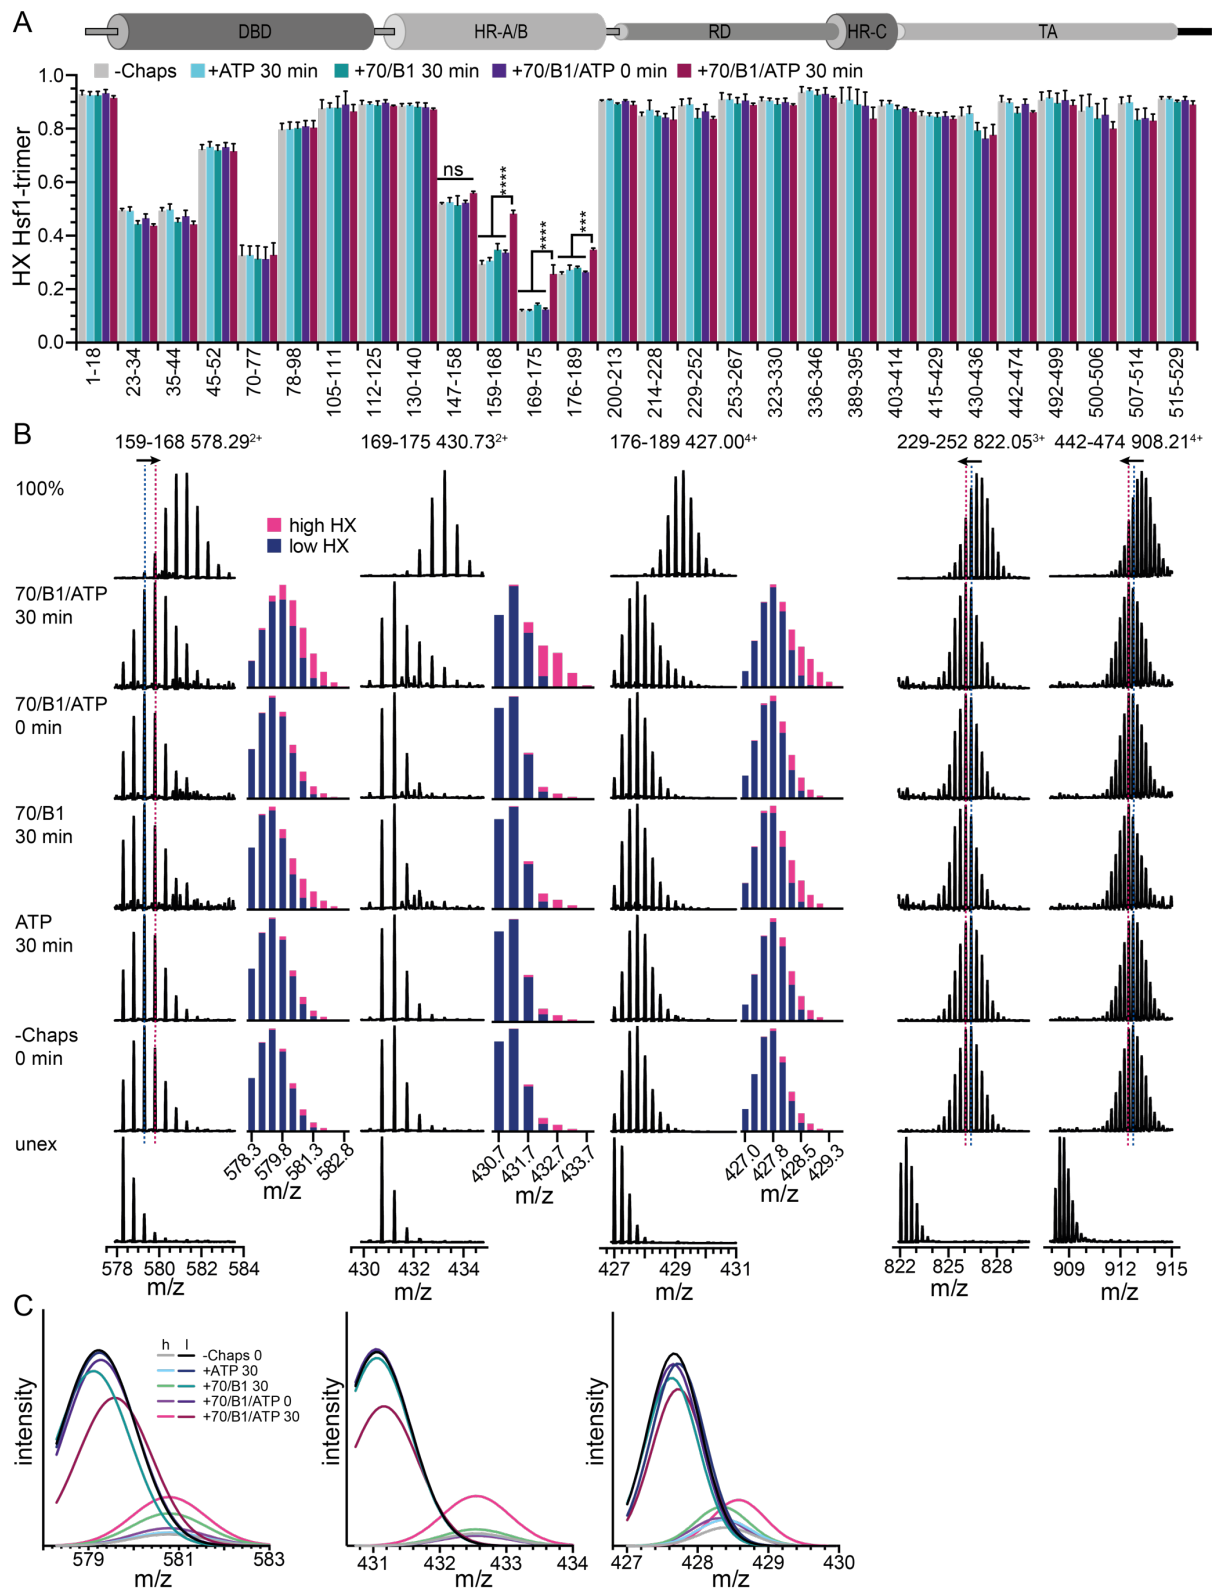 A
DBD HR-A/B RD HR-C TA
-Chaps +ATP 30 min +70/B1 30 min +70/B1/ATP 0 min +70/B1/ATP 30 min
HX Hsf1-trimer
1.0
0.8
0.6
0.4
0.2
0.0
ns **** **** ***
1-18 23-34 35-44 45-52 70-77 78-98 105-111 112-125 130-140 147-158 159-168 169-175 176-189 200-213 214-228 229-252 253-267 323-330 336-346 389-395 403-414 415-429 430-436 442-474 492-499 500-506 507-514 515-529
B
159-168 578.29²⁺ 169-175 430.73²⁺ 176-189 427.00⁴⁺ 229-252 822.05³⁺ 442-474 908.21⁴⁺
100%
high HX
low HX
70/B1/ATP
30 min
70/B1/ATP
0 min
70/B1
30 min
ATP
30 min
-Chaps
0 min
unex
578.3 579.8 581.3 582.8
m/z
430.7 431.7 432.7 433.7
m/z
427.0 427.8 428.5 429.3
m/z
578 580 582 584
m/z
430 432 434
m/z
427 429 431
m/z
822 825 828
m/z
909 912 915
m/z
C
h l
-Chaps 0
+ATP 30
+70/B1 30
+70/B1/ATP 0
+70/B1/ATP 30
intensity
579 581 583
m/z
intensity
431 432 433 434
m/z
intensity
427 428 429 430
m/z